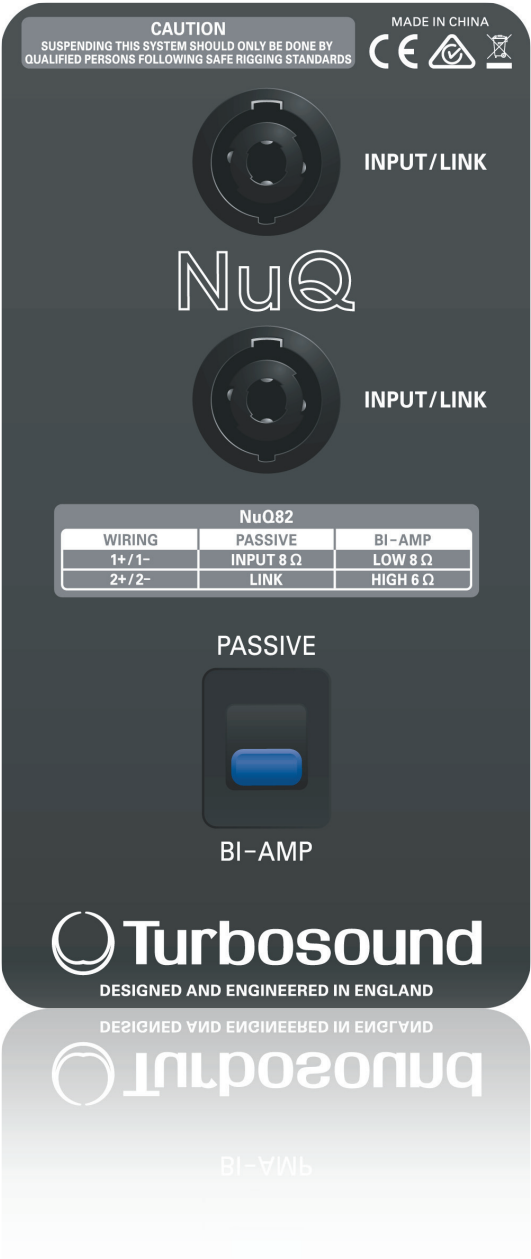 CAUTION
SUSPENDING THIS SYSTEM SHOULD ONLY BE DONE BY
QUALIFIED PERSONS FOLLOWING SAFE RIGGING STANDARDS
MADE IN CHINA
CE
INPUT/LINK
NuQ
INPUT/LINK
NuQ82
WIRING PASSIVE BI-AMP
1+/1- INPUT 8 Ω LOW 8 Ω
2+/2- LINK HIGH 6 Ω
PASSIVE
BI-AMP
Turbosound
DESIGNED AND ENGINEERED IN ENGLAND